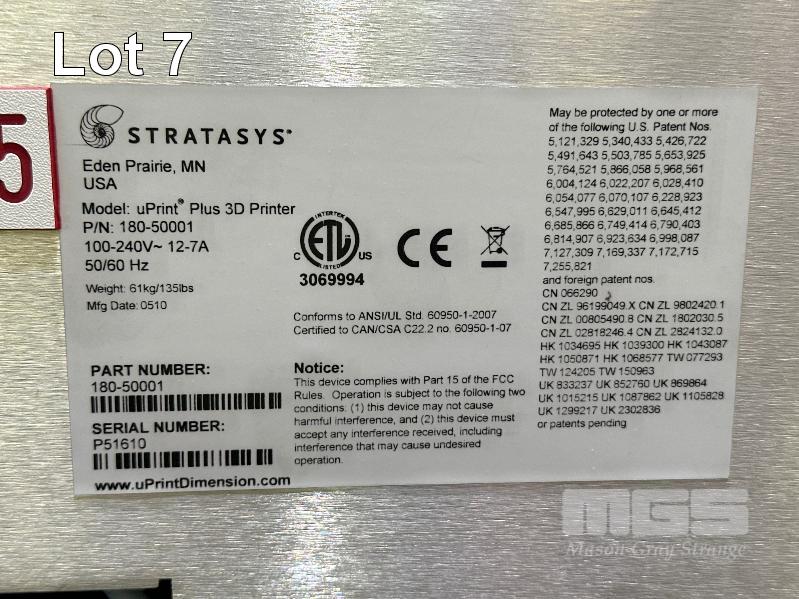 Lot 7
5
STRATASYS
Eden Prairie, MN
USA
Model: uPrint® Plus 3D Printer
P/N: 180-50001
100-240V~ 12-7A
50/60 Hz
Weight: 61kg/135lbs
Mfg Date: 0510
INTERTEK
C ETL US
LISTED
3069994
CE
Conforms to ANSI/UL Std. 60950-1-2007
Certified to CAN/CSA C22.2 no. 60950-1-07
PART NUMBER:
180-50001
SERIAL NUMBER:
P51610
www.uPrintDimension.com
Notice:
This device complies with Part 15 of the FCC
Rules. Operation is subject to the following two
conditions: (1) this device may not cause
harmful interference, and (2) this device must
accept any interference received, including
interference that may cause undesired
operation.
May be protected by one or more
of the following U.S. Patent Nos.
5,121,329 5,340,433 5,426,722
5,491,643 5,503,785 5,653,925
5,764,521 5,866,058 5,968,561
6,004,124 6,022,207 6,028,410
6,054,077 6,070,107 6,228,923
6,547,995 6,629,011 6,645,412
6,685,866 6,749,414 6,790,403
6,814,907 6,923,634 6,998,087
7,127,309 7,169,337 7,172,715
7,255,821
and foreign patent nos.
CN 066290
CN ZL 96199049.X CN ZL 9802420.1
CN ZL 00805490.8 CN ZL 1802030.5
CN ZL 02818246.4 CN ZL 2824132.0
HK 1034695 HK 1039300 HK 1043087
HK 1050871 HK 1068577 TW 077293
TW 124205 TW 150963
UK 833237 UK 852760 UK 869864
UK 1015215 UK 1087862 UK 1105828
UK 1299217 UK 2302836
or patents pending
MGS
Mason Gray Strange